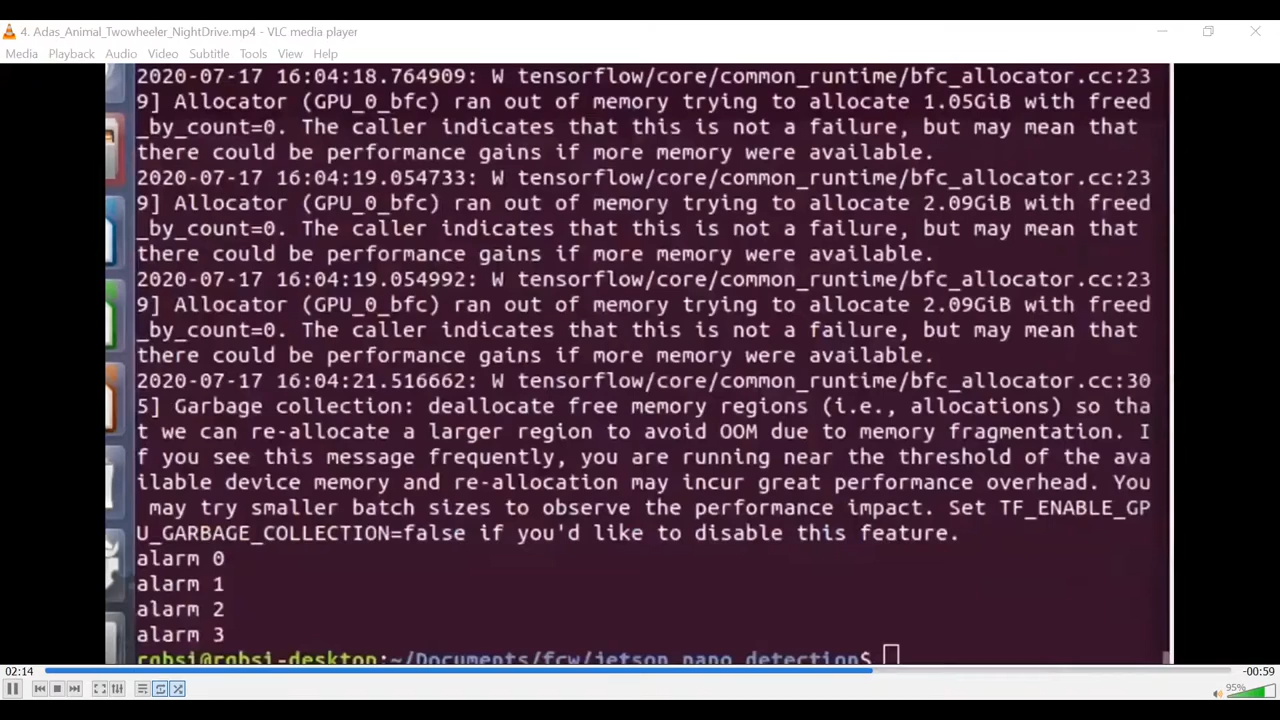 4. Adas_Animal_Twowheeler_NightDrive.mp4 - VLC media player
Media Playback Audio Video Subtitle Tools View Help
2020-07-17 16:04:18.764909: W tensorflow/core/common_runtime/bfc_allocator.cc:23
9] Allocator (GPU_0_bfc) ran out of memory trying to allocate 1.05GiB with freed
_by_count=0. The caller indicates that this is not a failure, but may mean that
there could be performance gains if more memory were available.
2020-07-17 16:04:19.054733: W tensorflow/core/common_runtime/bfc_allocator.cc:23
9] Allocator (GPU_0_bfc) ran out of memory trying to allocate 2.09GiB with freed
_by_count=0. The caller indicates that this is not a failure, but may mean that
there could be performance gains if more memory were available.
2020-07-17 16:04:19.054992: W tensorflow/core/common_runtime/bfc_allocator.cc:23
9] Allocator (GPU_0_bfc) ran out of memory trying to allocate 2.09GiB with freed
_by_count=0. The caller indicates that this is not a failure, but may mean that
there could be performance gains if more memory were available.
2020-07-17 16:04:21.516662: W tensorflow/core/common_runtime/bfc_allocator.cc:30
5] Garbage collection: deallocate free memory regions (i.e., allocations) so tha
t we can re-allocate a larger region to avoid OOM due to memory fragmentation. I
f you see this message frequently, you are running near the threshold of the ava
ilable device memory and re-allocation may incur great performance overhead. You
may try smaller batch sizes to observe the performance impact. Set TF_ENABLE_GP
U_GARBAGE_COLLECTION=false if you'd like to disable this feature.
alarm 0
alarm 1
alarm 2
alarm 3
rgbsi@rgbsi-desktop:~/Documents/fcw/jetson_nano_detection$
02:14 -00:59
95%